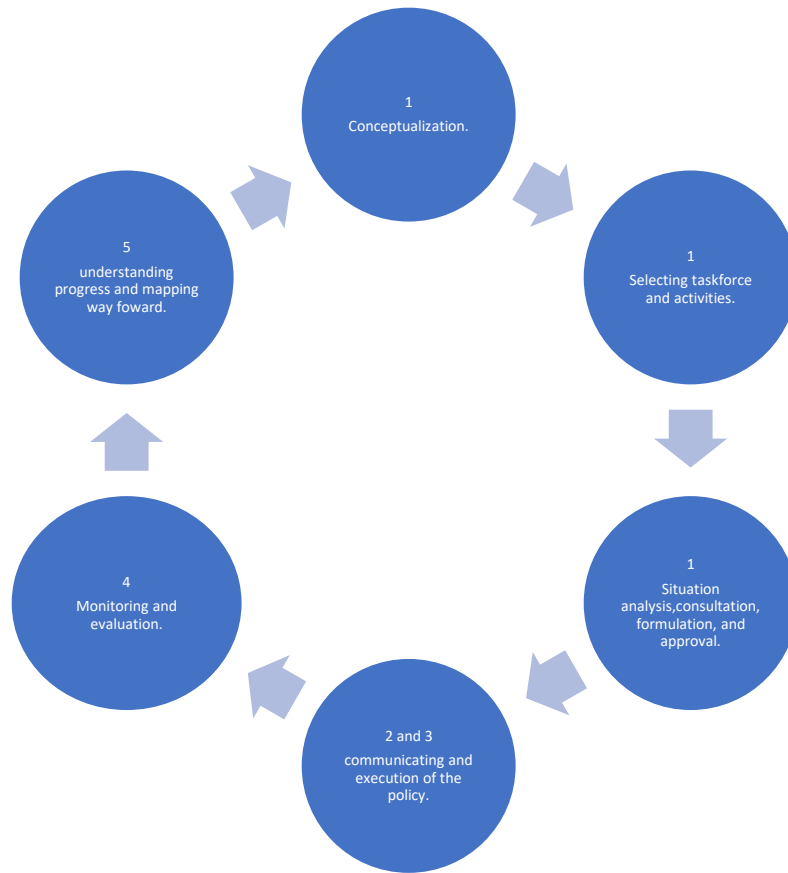 1
Conceptualization.
1
Selecting taskforce
and activities.
1
Situation
analysis,consultation,
formulation, and
approval.
2 and 3
communicating and
execution of the
policy.
4
Monitoring and
evaluation.
5
understanding
progress and mapping
way foward.